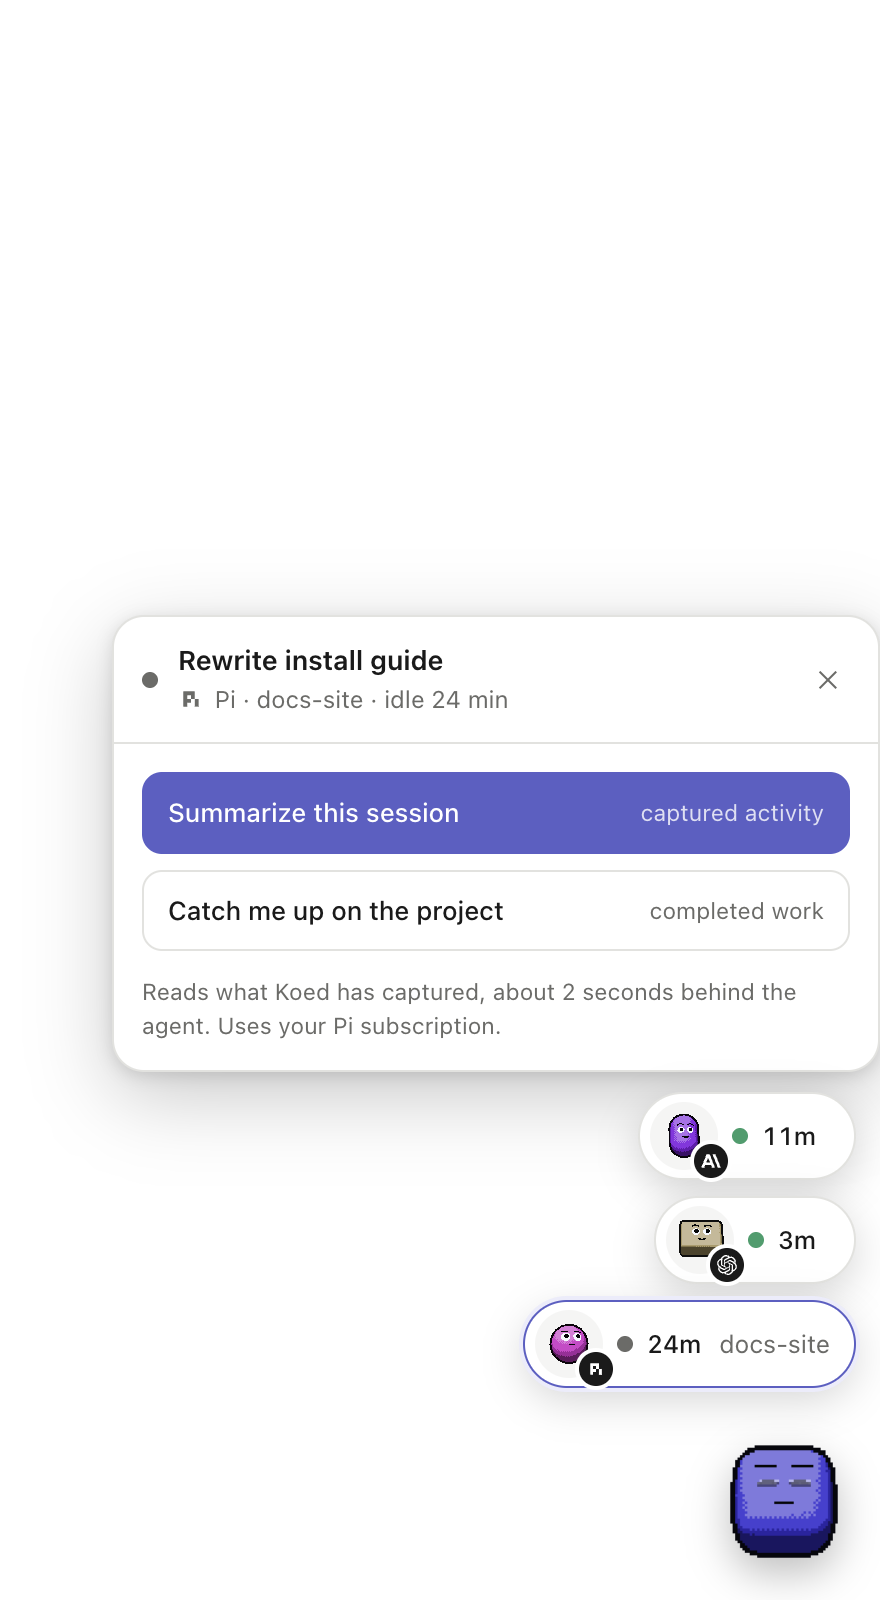 Rewrite install guide
Pi · docs-site · idle 24 min
Summarize this session captured activity
Catch me up on the project completed work
Reads what Koed has captured, about 2 seconds behind the
agent. Uses your Pi subscription.
11m
3m
24m docs-site